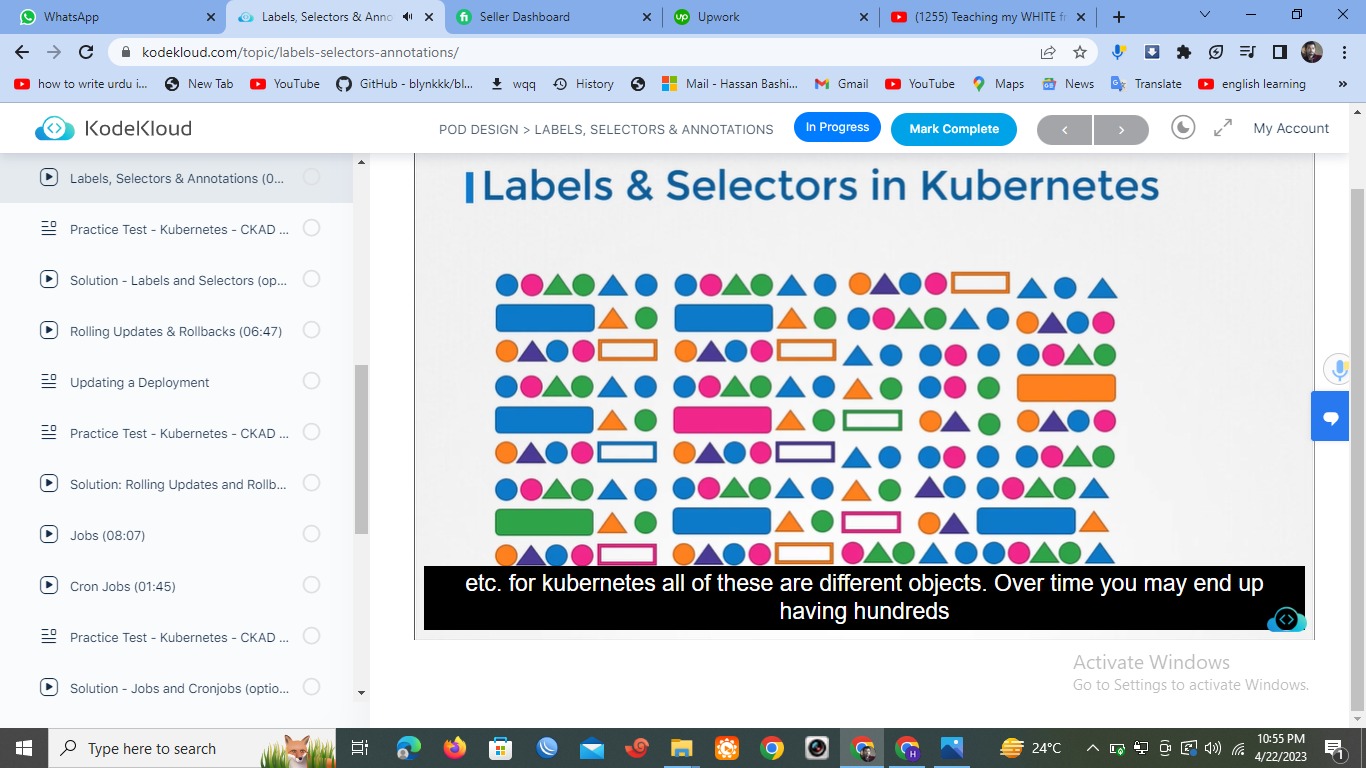 WhatsApp
Labels, Selectors & Anno
Seller Dashboard
Upwork
(1255) Teaching my WHITE fr
kodekloud.com/topic/labels-selectors-annotations/
how to write urdu i...
New Tab
YouTube
GitHub - blynkkk/bl...
wqq
History
Mail - Hassan Bashi...
Gmail
YouTube
Maps
News
Translate
english learning
KodeKloud
POD DESIGN > LABELS, SELECTORS & ANNOTATIONS
In Progress
Mark Complete
My Account
Labels, Selectors & Annotations (0...
Practice Test - Kubernetes - CKAD ...
Solution - Labels and Selectors (op...
Rolling Updates & Rollbacks (06:47)
Updating a Deployment
Practice Test - Kubernetes - CKAD ...
Solution: Rolling Updates and Rollb...
Jobs (08:07)
Cron Jobs (01:45)
Practice Test - Kubernetes - CKAD ...
Solution - Jobs and Cronjobs (optio...
Labels & Selectors in Kubernetes
etc. for kubernetes all of these are different objects. Over time you may end up
having hundreds
Activate Windows
Go to Settings to activate Windows.
Type here to search
24°C
10:55 PM
4/22/2023
1